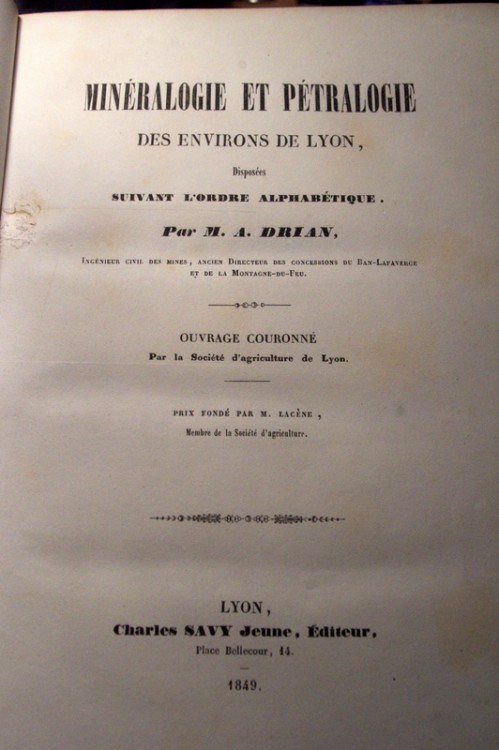 MINÉRALOGIE ET PÉTRALOGIE
DES ENVIRONS DE LYON,
Disposées
SUIVANT L'ORDRE ALPHABÉTIQUE.
Par M. A. DRIAN,
INGÉNIEUR CIVIL DES MINES, ANCIEN DIRECTEUR DES CONCESSIONS DU BAN-LAFAVERGE
ET DE LA MONTAGNE-DU-FEU.
OUVRAGE COURONNÉ
Par la Société d'agriculture de Lyon.
PRIX FONDÉ PAR M. LACÈNE,
Membre de la Société d'agriculture.
LYON,
Charles SAVY Jeune, Éditeur,
Place Bellecour, 14.
1849.